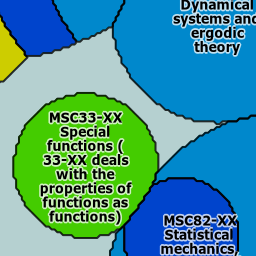 Dynamical
systems and
ergodic
theory
MSC33-XX
Special
functions (
33-XX deals
with the
properties of
functions as
functions)
MSC82-XX
Statistical
mechanics,